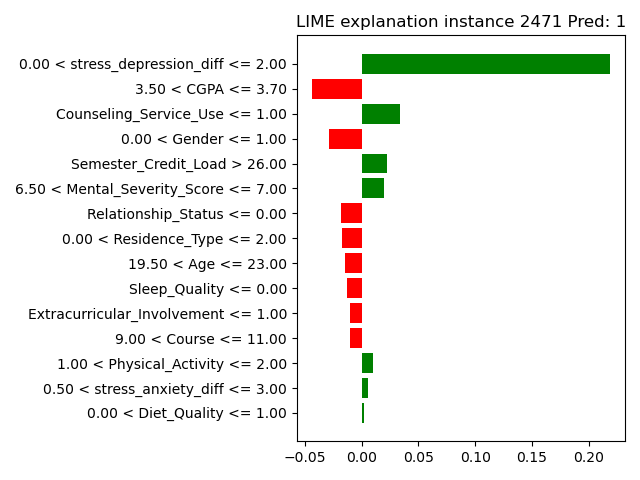 LIME explanation instance 2471 Pred: 1
0.00 < stress_depression_diff <= 2.00
3.50 < CGPA <= 3.70
Counseling_Service_Use <= 1.00
0.00 < Gender <= 1.00
Semester_Credit_Load > 26.00
6.50 < Mental_Severity_Score <= 7.00
Relationship_Status <= 0.00
0.00 < Residence_Type <= 2.00
19.50 < Age <= 23.00
Sleep_Quality <= 0.00
Extracurricular_Involvement <= 1.00
9.00 < Course <= 11.00
1.00 < Physical_Activity <= 2.00
0.50 < stress_anxiety_diff <= 3.00
0.00 < Diet_Quality <= 1.00
−0.05 0.00 0.05 0.10 0.15 0.20